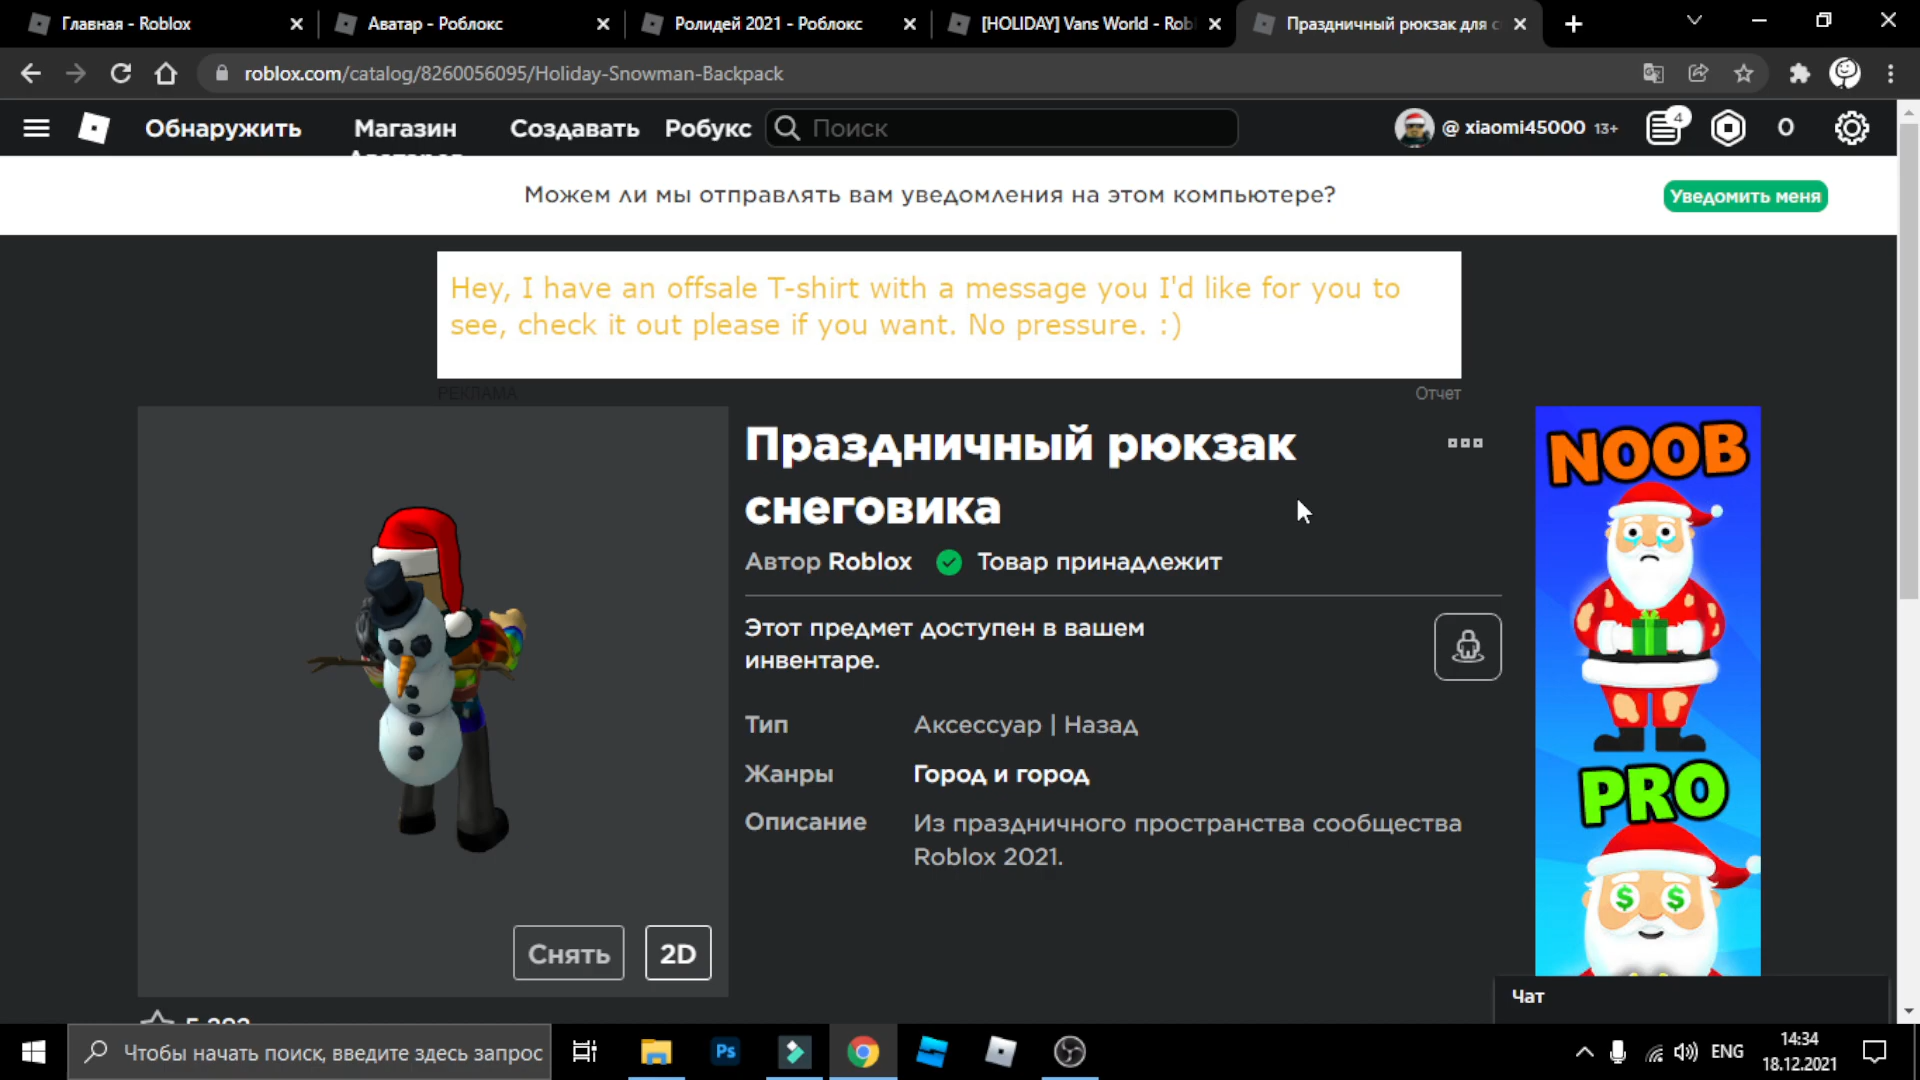 Главная - Roblox
Аватар - Роблокс
Ролидей 2021 - Роблокс
[HOLIDAY] Vans World - Rob
Праздничный рюкзак для с
roblox.com/catalog/8260056095/Holiday-Snowman-Backpack
Обнаружить
Магазин
Создавать
Робукс
Поиск
@ xiaomi45000 13+
4
0
Можем ли мы отправлять вам уведомления на этом компьютере?
Уведомить меня
Hey, I have an offsale T-shirt with a message you I'd like for you to
see, check it out please if you want. No pressure. :)
РЕКЛАМА
Отчет
Праздничный рюкзак
снеговика
Автор Roblox Товар принадлежит
Этот предмет доступен в вашем
инвентаре.
Тип Аксессуар | Назад
Жанры Город и город
Описание Из праздничного пространства сообщества
Roblox 2021.
Снять
2D
NOOB
PRO
$ $
Чат
Чтобы начать поиск, введите здесь запрос
Ps
ENG
14:34
18.12.2021